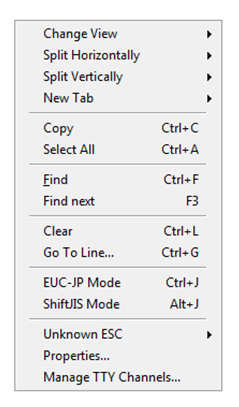 Change View
Split Horizontally
Split Vertically
New Tab
Copy Ctrl+C
Select All Ctrl+A
Find Ctrl+F
Find next F3
Clear Ctrl+L
Go To Line... Ctrl+G
EUC-JP Mode Ctrl+J
ShiftJIS Mode Alt+J
Unknown ESC
Properties...
Manage TTY Channels...